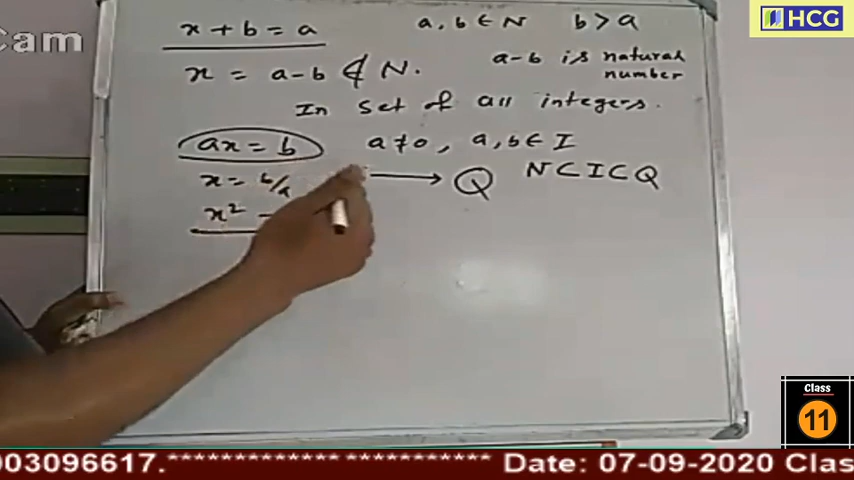 x + b = a a, b ∈ N b > a
Cam
HCG
x = a - b ∉ N. a-b is natural number
In set of all integers.
ax = b a ≠ 0, a, b ∈ I
x = b/a → Q N ⊂ I ⊂ Q
x² -
Class
11
003096617.*********** *********** Date: 07-09-2020 Clas